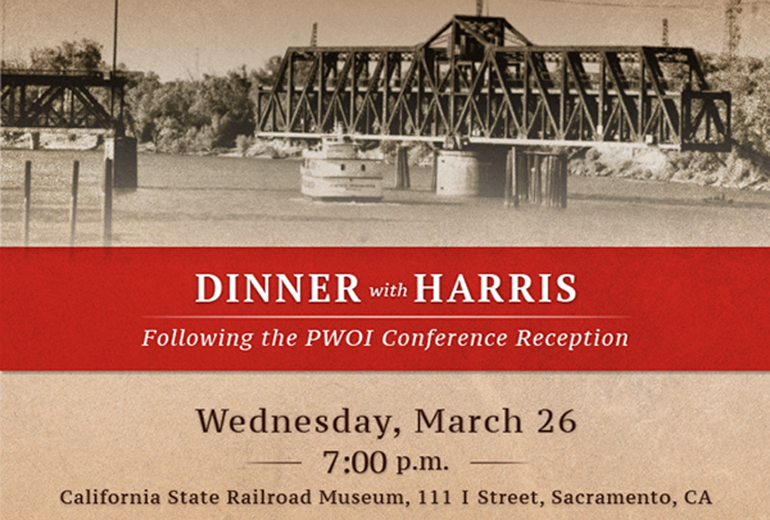 DINNER with HARRIS
Following the PWOI Conference Reception
Wednesday, March 26
7:00 p.m.
California State Railroad Museum, 111 I Street, Sacramento, CA